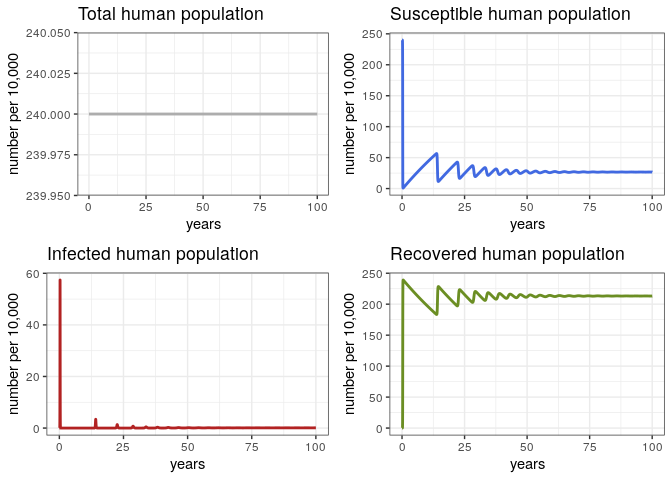 Total human population
number per 10,000
240.050
240.025
240.000
239.975
239.950
0 25 50 75 100
years
Susceptible human population
number per 10,000
250
200
150
100
50
0
0 25 50 75 100
years
Infected human population
number per 10,000
60
40
20
0
0 25 50 75 100
years
Recovered human population
number per 10,000
250
200
150
100
50
0
0 25 50 75 100
years